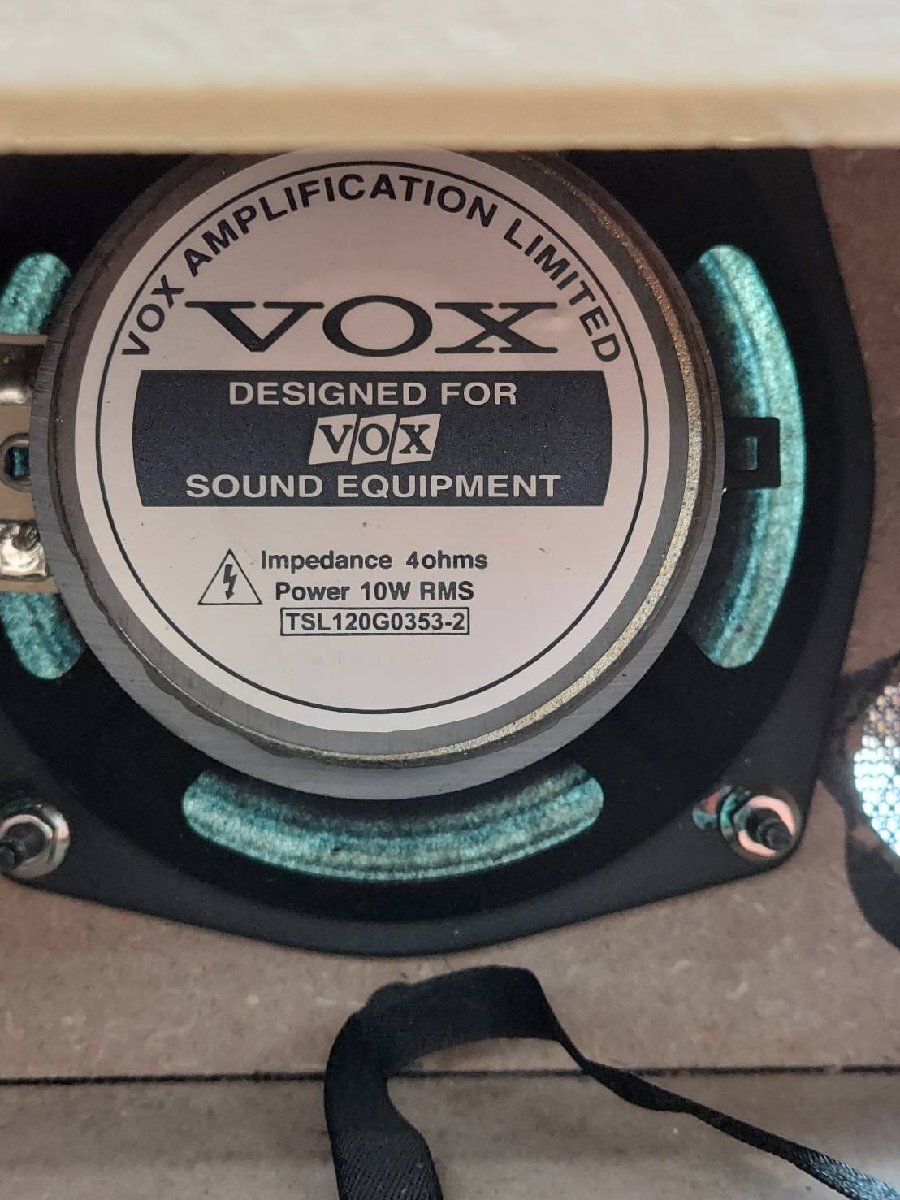 VOX AMPLIFICATION LIMITED
VOX
DESIGNED FOR
VOX
SOUND EQUIPMENT
Impedance 4ohms
Power 10W RMS
TSL120G0353-2